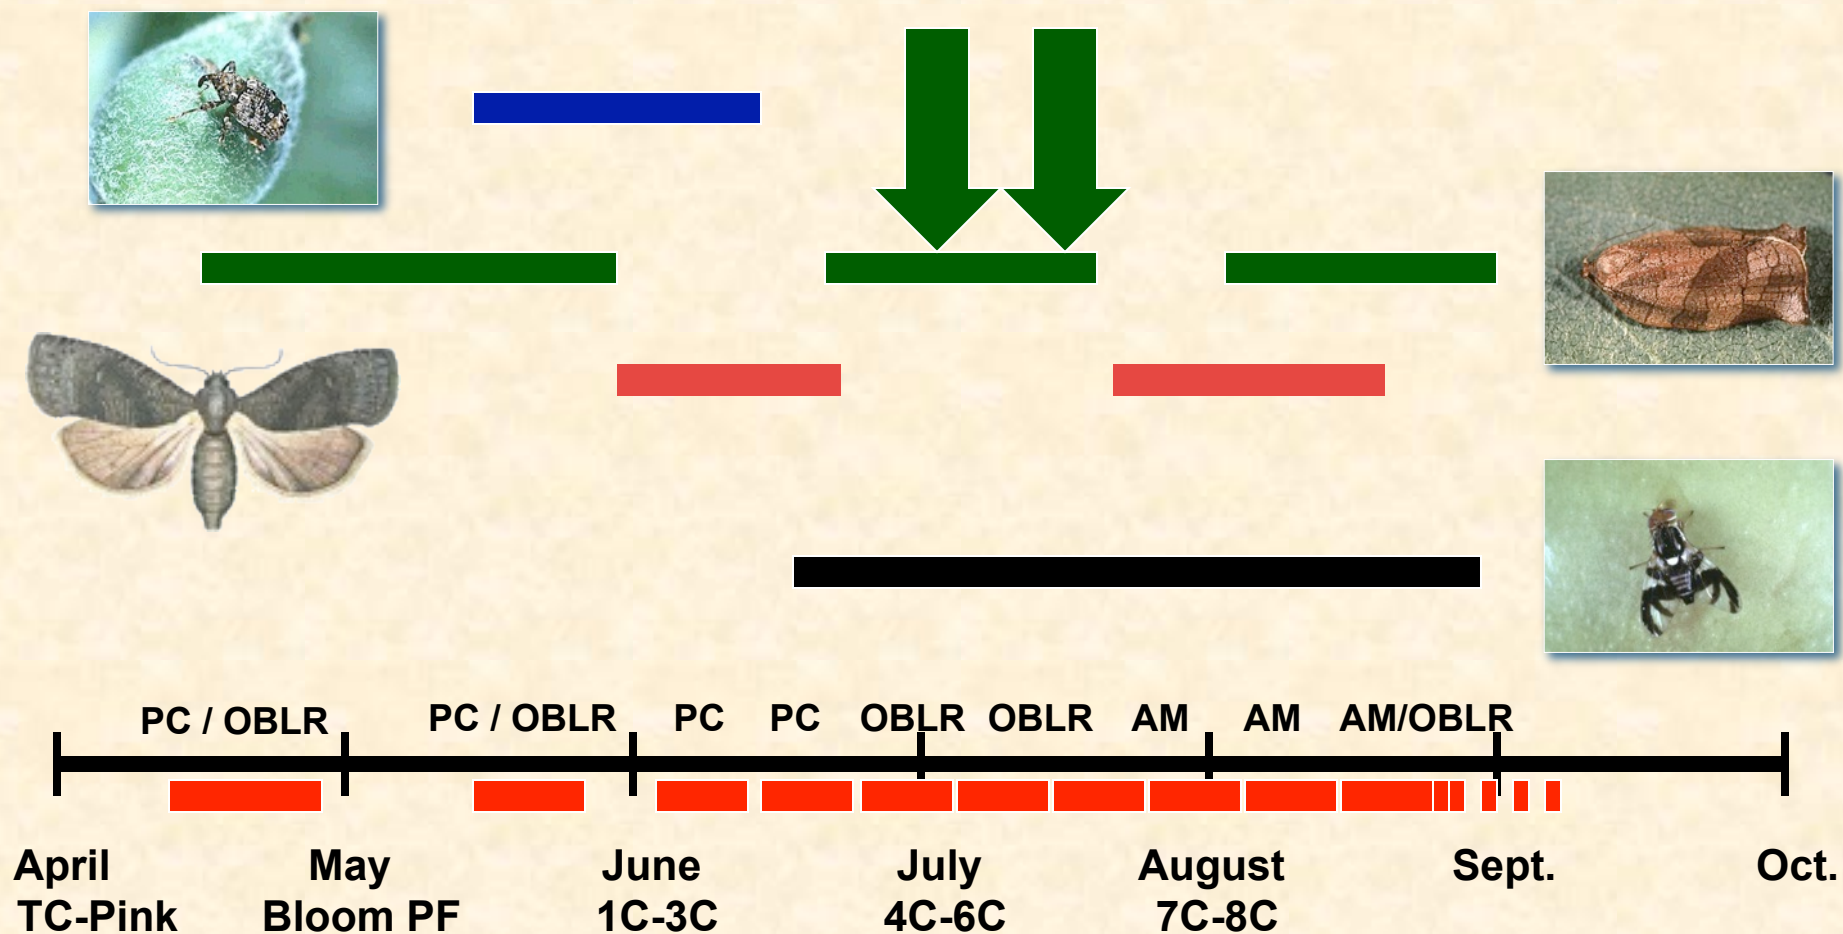 PC / OBLR PC / OBLR PC PC OBLR OBLR AM AM AM/OBLR
April May June July August Sept. Oct.
TC-Pink Bloom PF 1C-3C 4C-6C 7C-8C